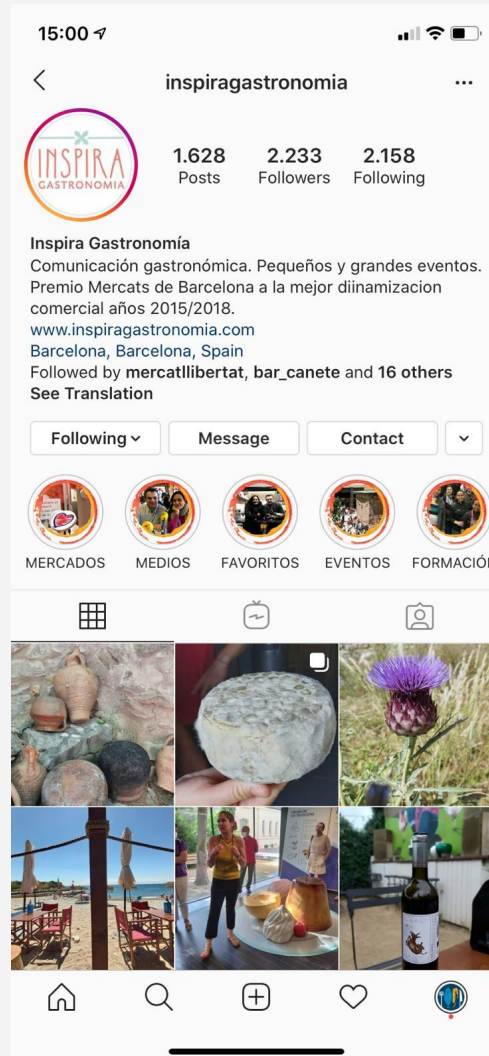 15:00
inspiragastronomia
INSPIRA
GASTRONOMIA
1.628 2.233 2.158
Posts Followers Following
Inspira Gastronomía
Comunicación gastronómica. Pequeños y grandes eventos.
Premio Mercats de Barcelona a la mejor diinamizacion
comercial años 2015/2018.
www.inspiragastronomia.com
Barcelona, Barcelona, Spain
Followed by mercatllibertat, bar_canete and 16 others
See Translation
Following Message Contact
MERCADOS MEDIOS FAVORITOS EVENTOS FORMACIÓ